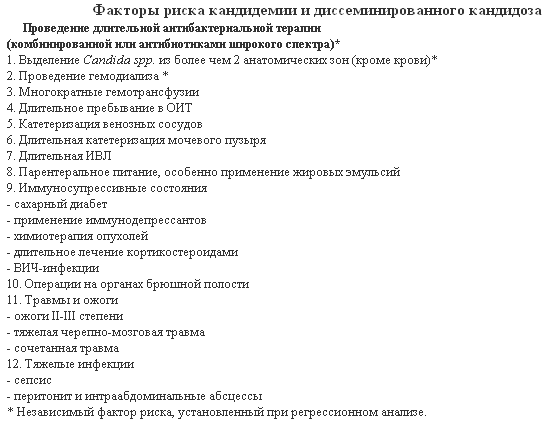 Факторы риска кандидемии и диссеминированного кандидоза
Проведение длительной антибактериальной терапии
(комбинированной или антибиотиками широкого спектра)*
1. Выделение Candida spp. из более чем 2 анатомических зон (кроме крови)*
2. Проведение гемодиализа *
3. Многократные гемотрансфузии
4. Длительное пребывание в ОИТ
5. Катетеризация венозных сосудов
6. Длительная катетеризация мочевого пузыря
7. Длительная ИВЛ
8. Парентеральное питание, особенно применение жировых эмульсий
9. Иммуносупрессивные состояния
- сахарный диабет
- применение иммунодепрессантов
- химиотерапия опухолей
- длительное лечение кортикостероидами
- ВИЧ-инфекции
10. Операции на органах брюшной полости
11. Травмы и ожоги
- ожоги II-III степени
- тяжелая черепно-мозговая травма
- сочетанная травма
12. Тяжелые инфекции
- сепсис
- перитонит и интраабдоминальные абсцессы
* Независимый фактор риска, установленный при регрессионном анализе.